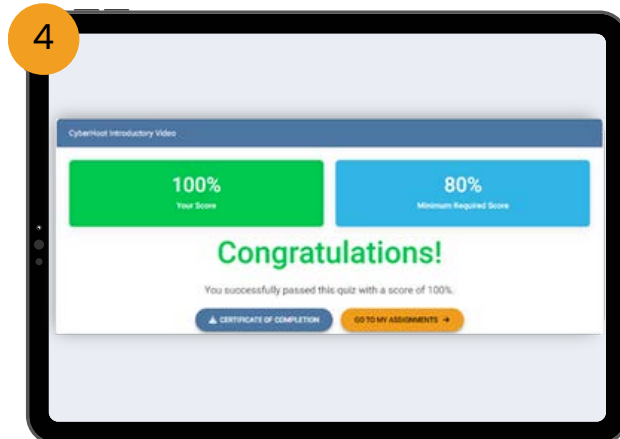 4
CyberHoot Introductory Video
100%
Your Score
80%
Minimum Required Score
Congratulations!
You successfully passed this quiz with a score of 100%.
CERTIFICATE OF COMPLETION
GO TO MY ASSIGNMENTS →